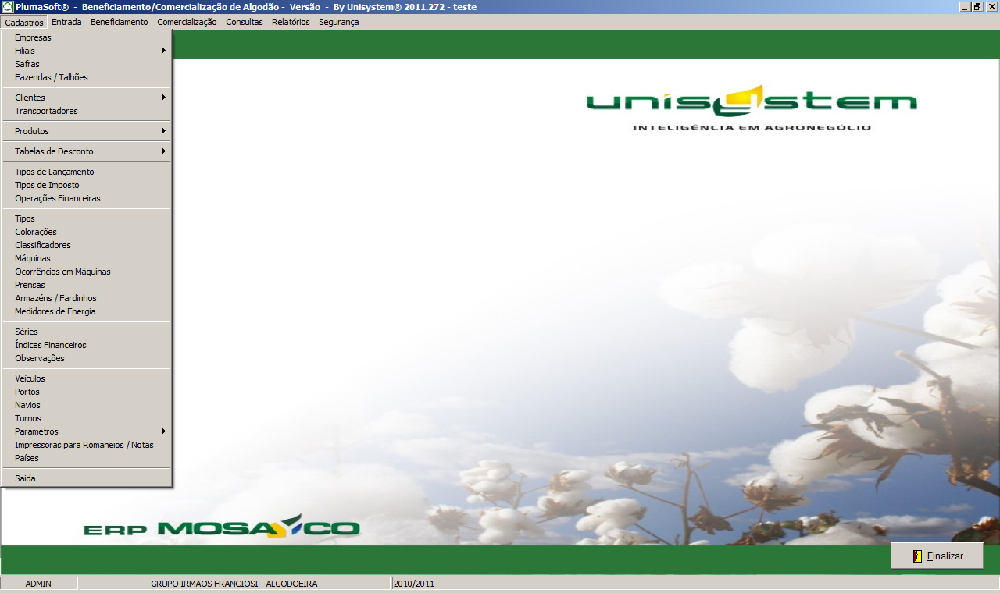 PlumaSoft® - Beneficiamento/Comercialização de Algodão - Versão - By Unisystem® 2011.272 - teste
Cadastros Entrada Beneficiamento Comercialização Consultas Relatórios Segurança
Empresas
Filiais
Safras
Fazendas / Talhões
Clientes
Transportadores
Produtos
Tabelas de Desconto
Tipos de Lançamento
Tipos de Imposto
Operações Financeiras
Tipos
Colorações
Classificadores
Máquinas
Ocorrências em Máquinas
Prensas
Armazéns / Fardinhos
Medidores de Energia
Séries
Índices Financeiros
Observações
Veículos
Portos
Navios
Turnos
Parametros
Impressoras para Romaneios / Notas
Países
Saida
unisystem
INTELIGÊNCIA EM AGRONEGÓCIO
ERP MOSAYCO
Finalizar
ADMIN GRUPO IRMAOS FRANCIOSI - ALGODOEIRA 2010/2011